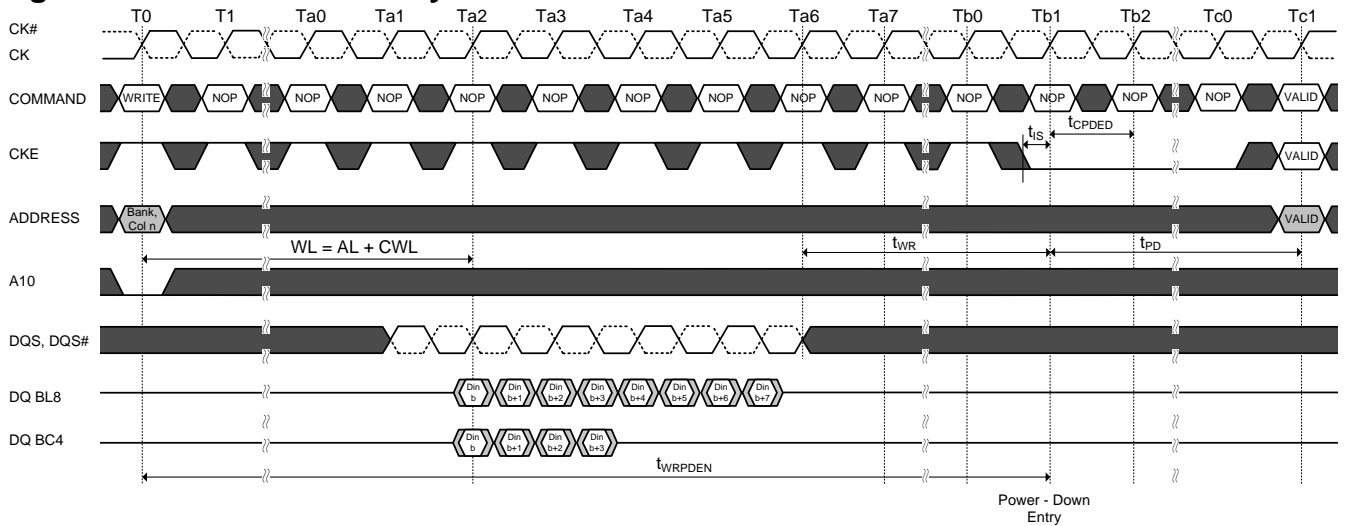 T0 T1 Ta0 Ta1 Ta2 Ta3 Ta4 Ta5 Ta6 Ta7 Tb0 Tb1 Tb2 Tc0 Tc1
CK#
CK
COMMAND WRITE NOP NOP NOP NOP NOP NOP NOP NOP NOP NOP NOP NOP NOP VALID
tIS tCPDED
CKE VALID
ADDRESS Bank, Col n VALID
WL = AL + CWL tWR tPD
A10
DQS, DQS#
DQ BL8 Din b Din b+1 Din b+2 Din b+3 Din b+4 Din b+5 Din b+6 Din b+7
DQ BC4 Din b Din b+1 Din b+2 Din b+3
tWRPDEN
Power - Down
Entry